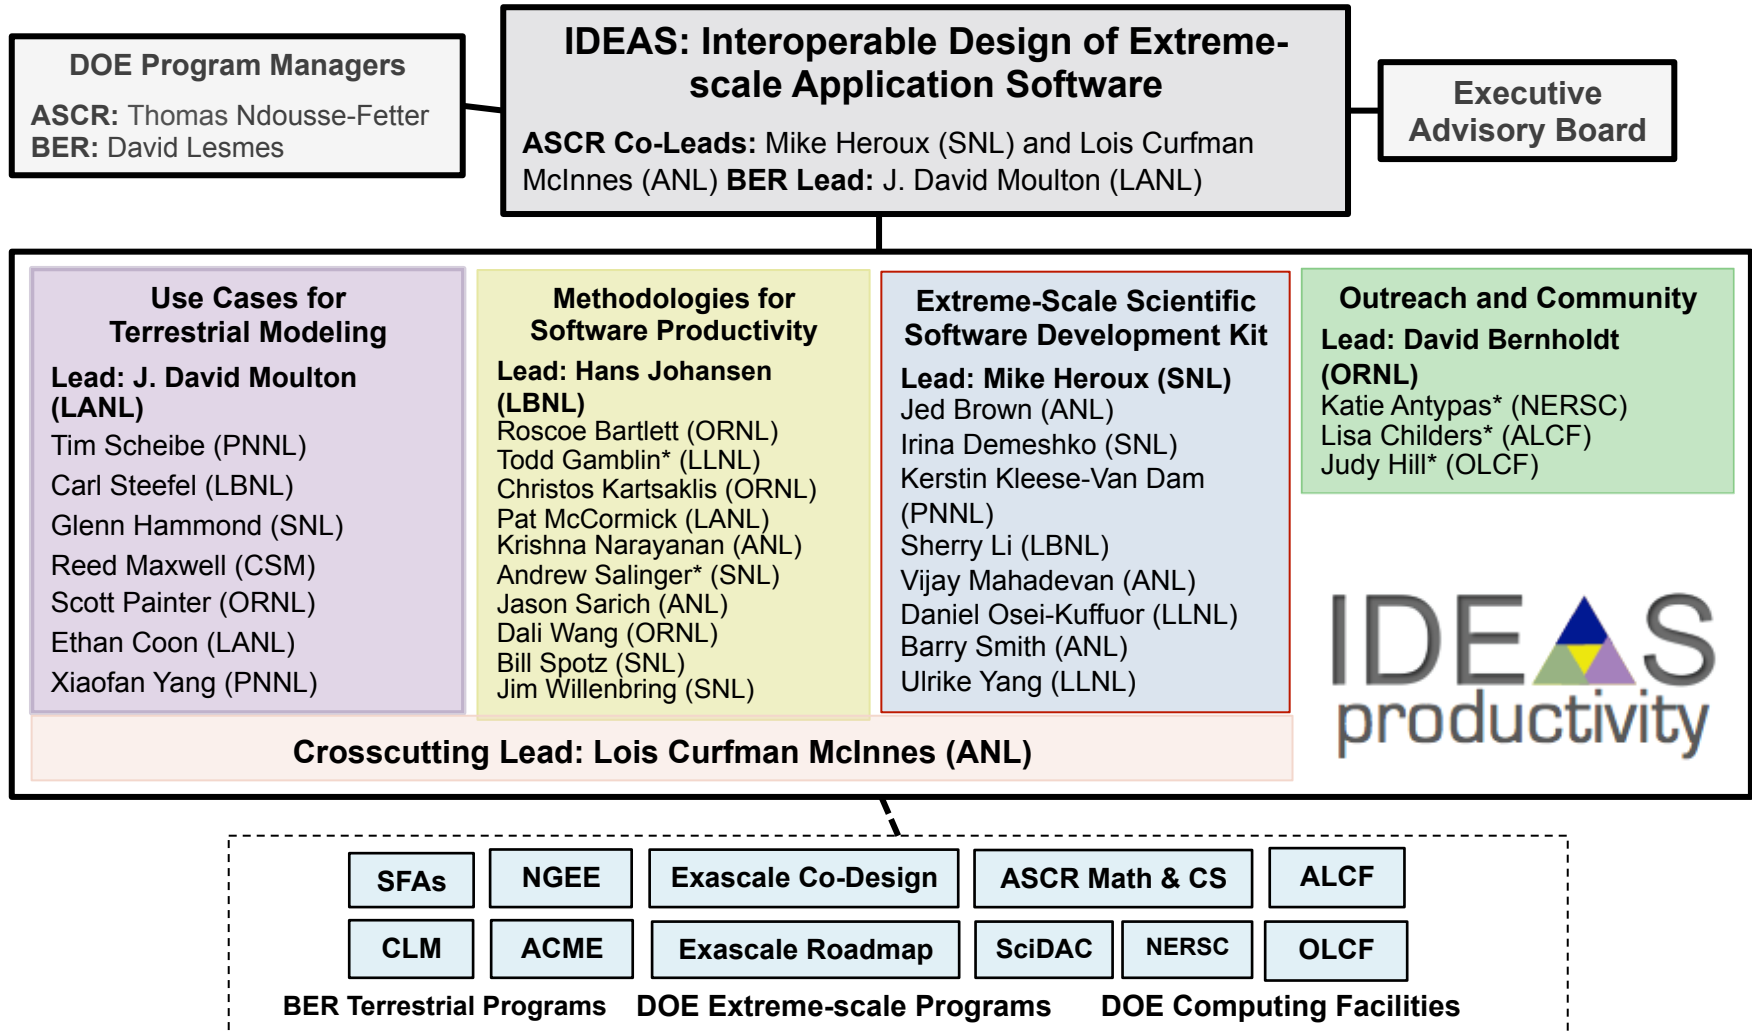 IDEAS: Interoperable Design of Extreme-
scale Application Software
ASCR Co-Leads: Mike Heroux (SNL) and Lois Curfman
McInnes (ANL) BER Lead: J. David Moulton (LANL)
DOE Program Managers
ASCR: Thomas Ndousse-Fetter
BER: David Lesmes
Executive
Advisory Board
Use Cases for
Terrestrial Modeling
Lead: J. David Moulton
(LANL)
Tim Scheibe (PNNL)
Carl Steefel (LBNL)
Glenn Hammond (SNL)
Reed Maxwell (CSM)
Scott Painter (ORNL)
Ethan Coon (LANL)
Xiaofan Yang (PNNL)
Methodologies for
Software Productivity
Lead: Hans Johansen
(LBNL)
Roscoe Bartlett (ORNL)
Todd Gamblin* (LLNL)
Christos Kartsaklis (ORNL)
Pat McCormick (LANL)
Krishna Narayanan (ANL)
Andrew Salinger* (SNL)
Jason Sarich (ANL)
Dali Wang (ORNL)
Bill Spotz (SNL)
Jim Willenbring (SNL)
Extreme-Scale Scientific
Software Development Kit
Lead: Mike Heroux (SNL)
Jed Brown (ANL)
Irina Demeshko (SNL)
Kerstin Kleese-Van Dam
(PNNL)
Sherry Li (LBNL)
Vijay Mahadevan (ANL)
Daniel Osei-Kuffuor (LLNL)
Barry Smith (ANL)
Ulrike Yang (LLNL)
Outreach and Community
Lead: David Bernholdt
(ORNL)
Katie Antypas* (NERSC)
Lisa Childers* (ALCF)
Judy Hill* (OLCF)
IDEAS
productivity
Crosscutting Lead: Lois Curfman McInnes (ANL)
SFAs NGEE Exascale Co-Design ASCR Math & CS ALCF
CLM ACME Exascale Roadmap SciDAC NERSC OLCF
BER Terrestrial Programs DOE Extreme-scale Programs DOE Computing Facilities